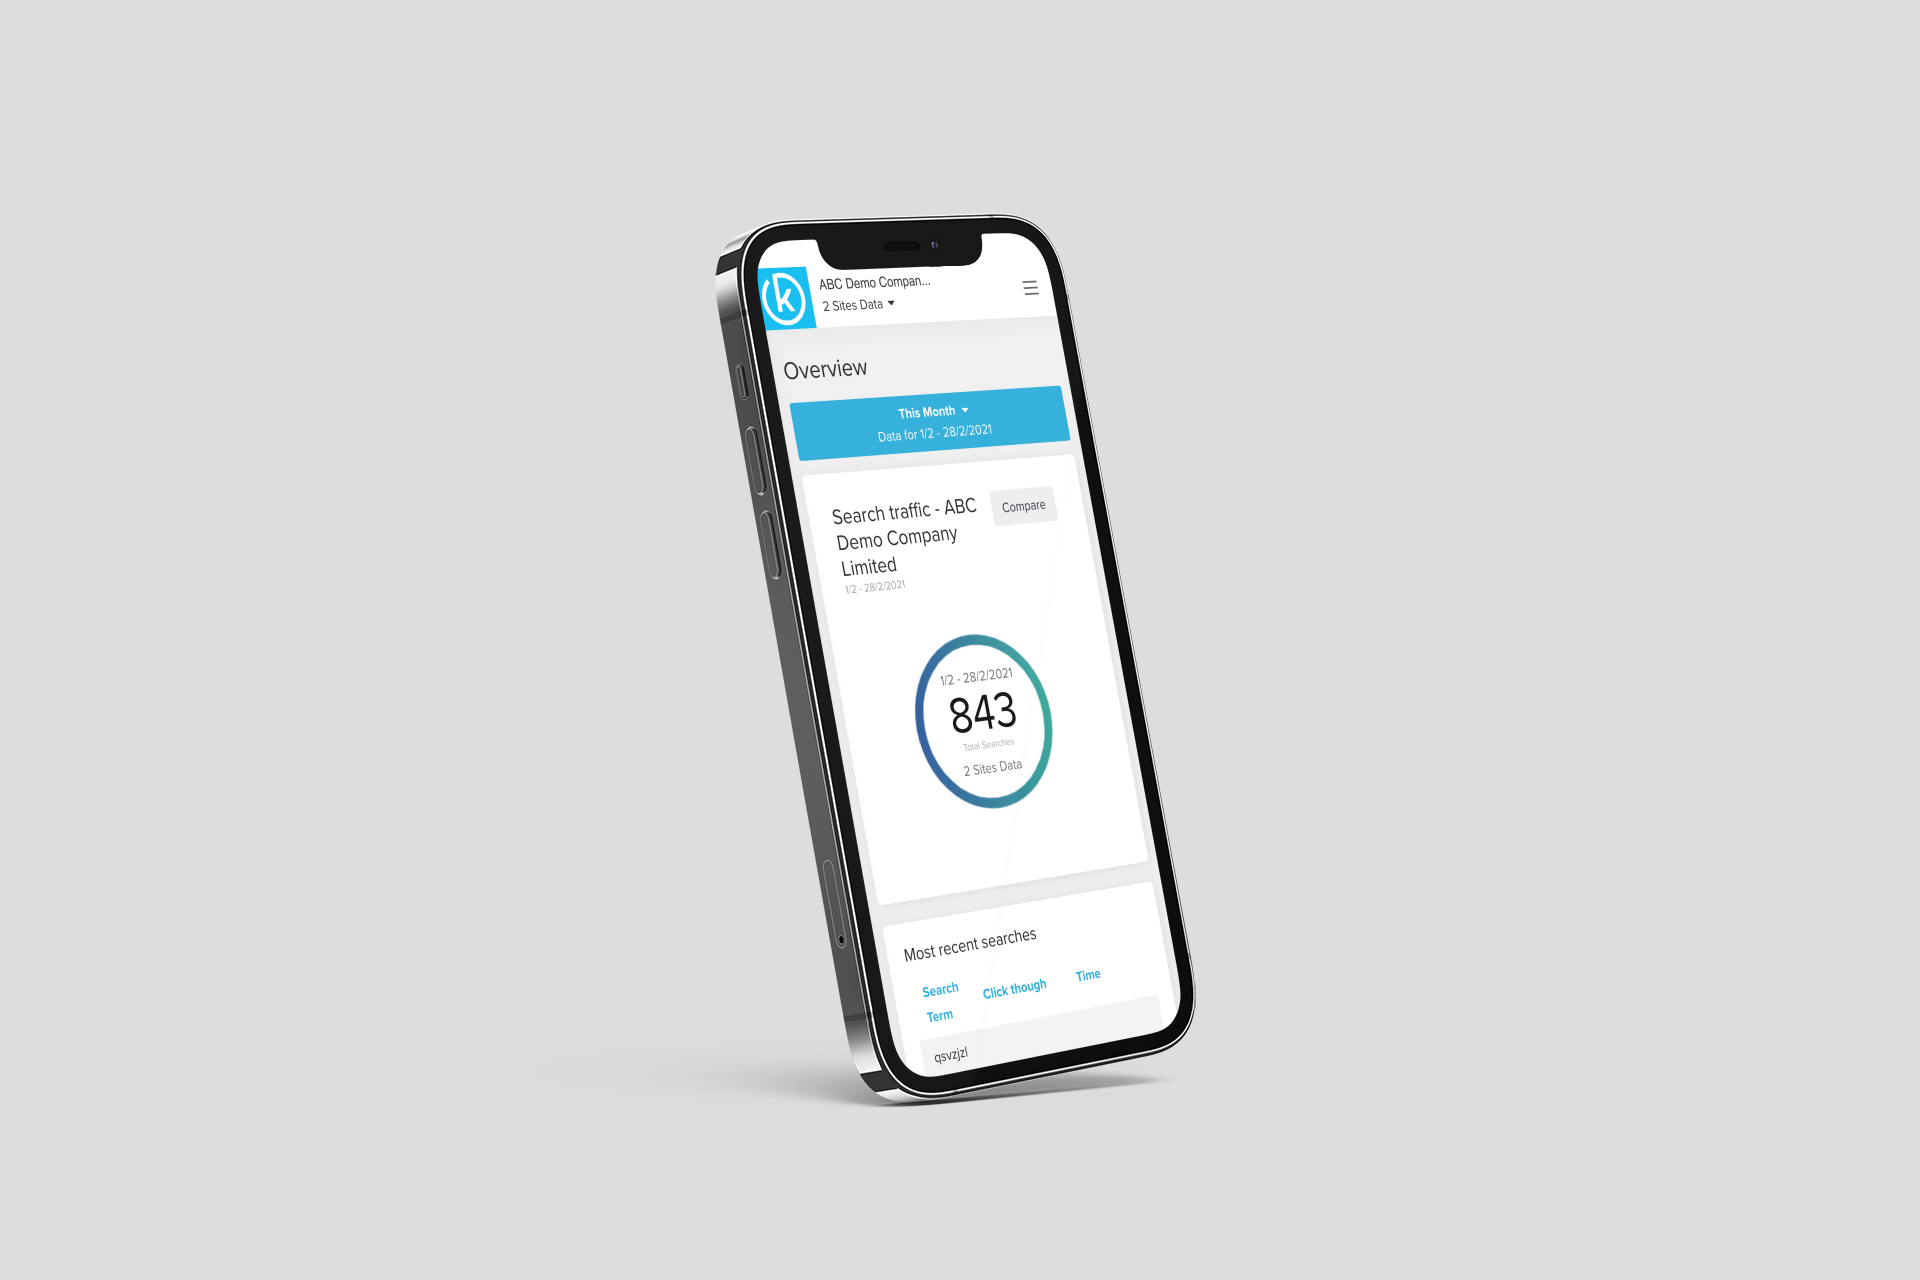 k
ABC Demo Compan...
2 Sites Data
Overview
This Month
Data for 1/2 - 28/2/2021
Search traffic - ABC
Demo Company
Limited
1/2 - 28/2/2021
Compare
1/2 - 28/2/2021
843
Total Searches
2 Sites Data
Most recent searches
Search
Term
Click though
Time
qsvzjzl